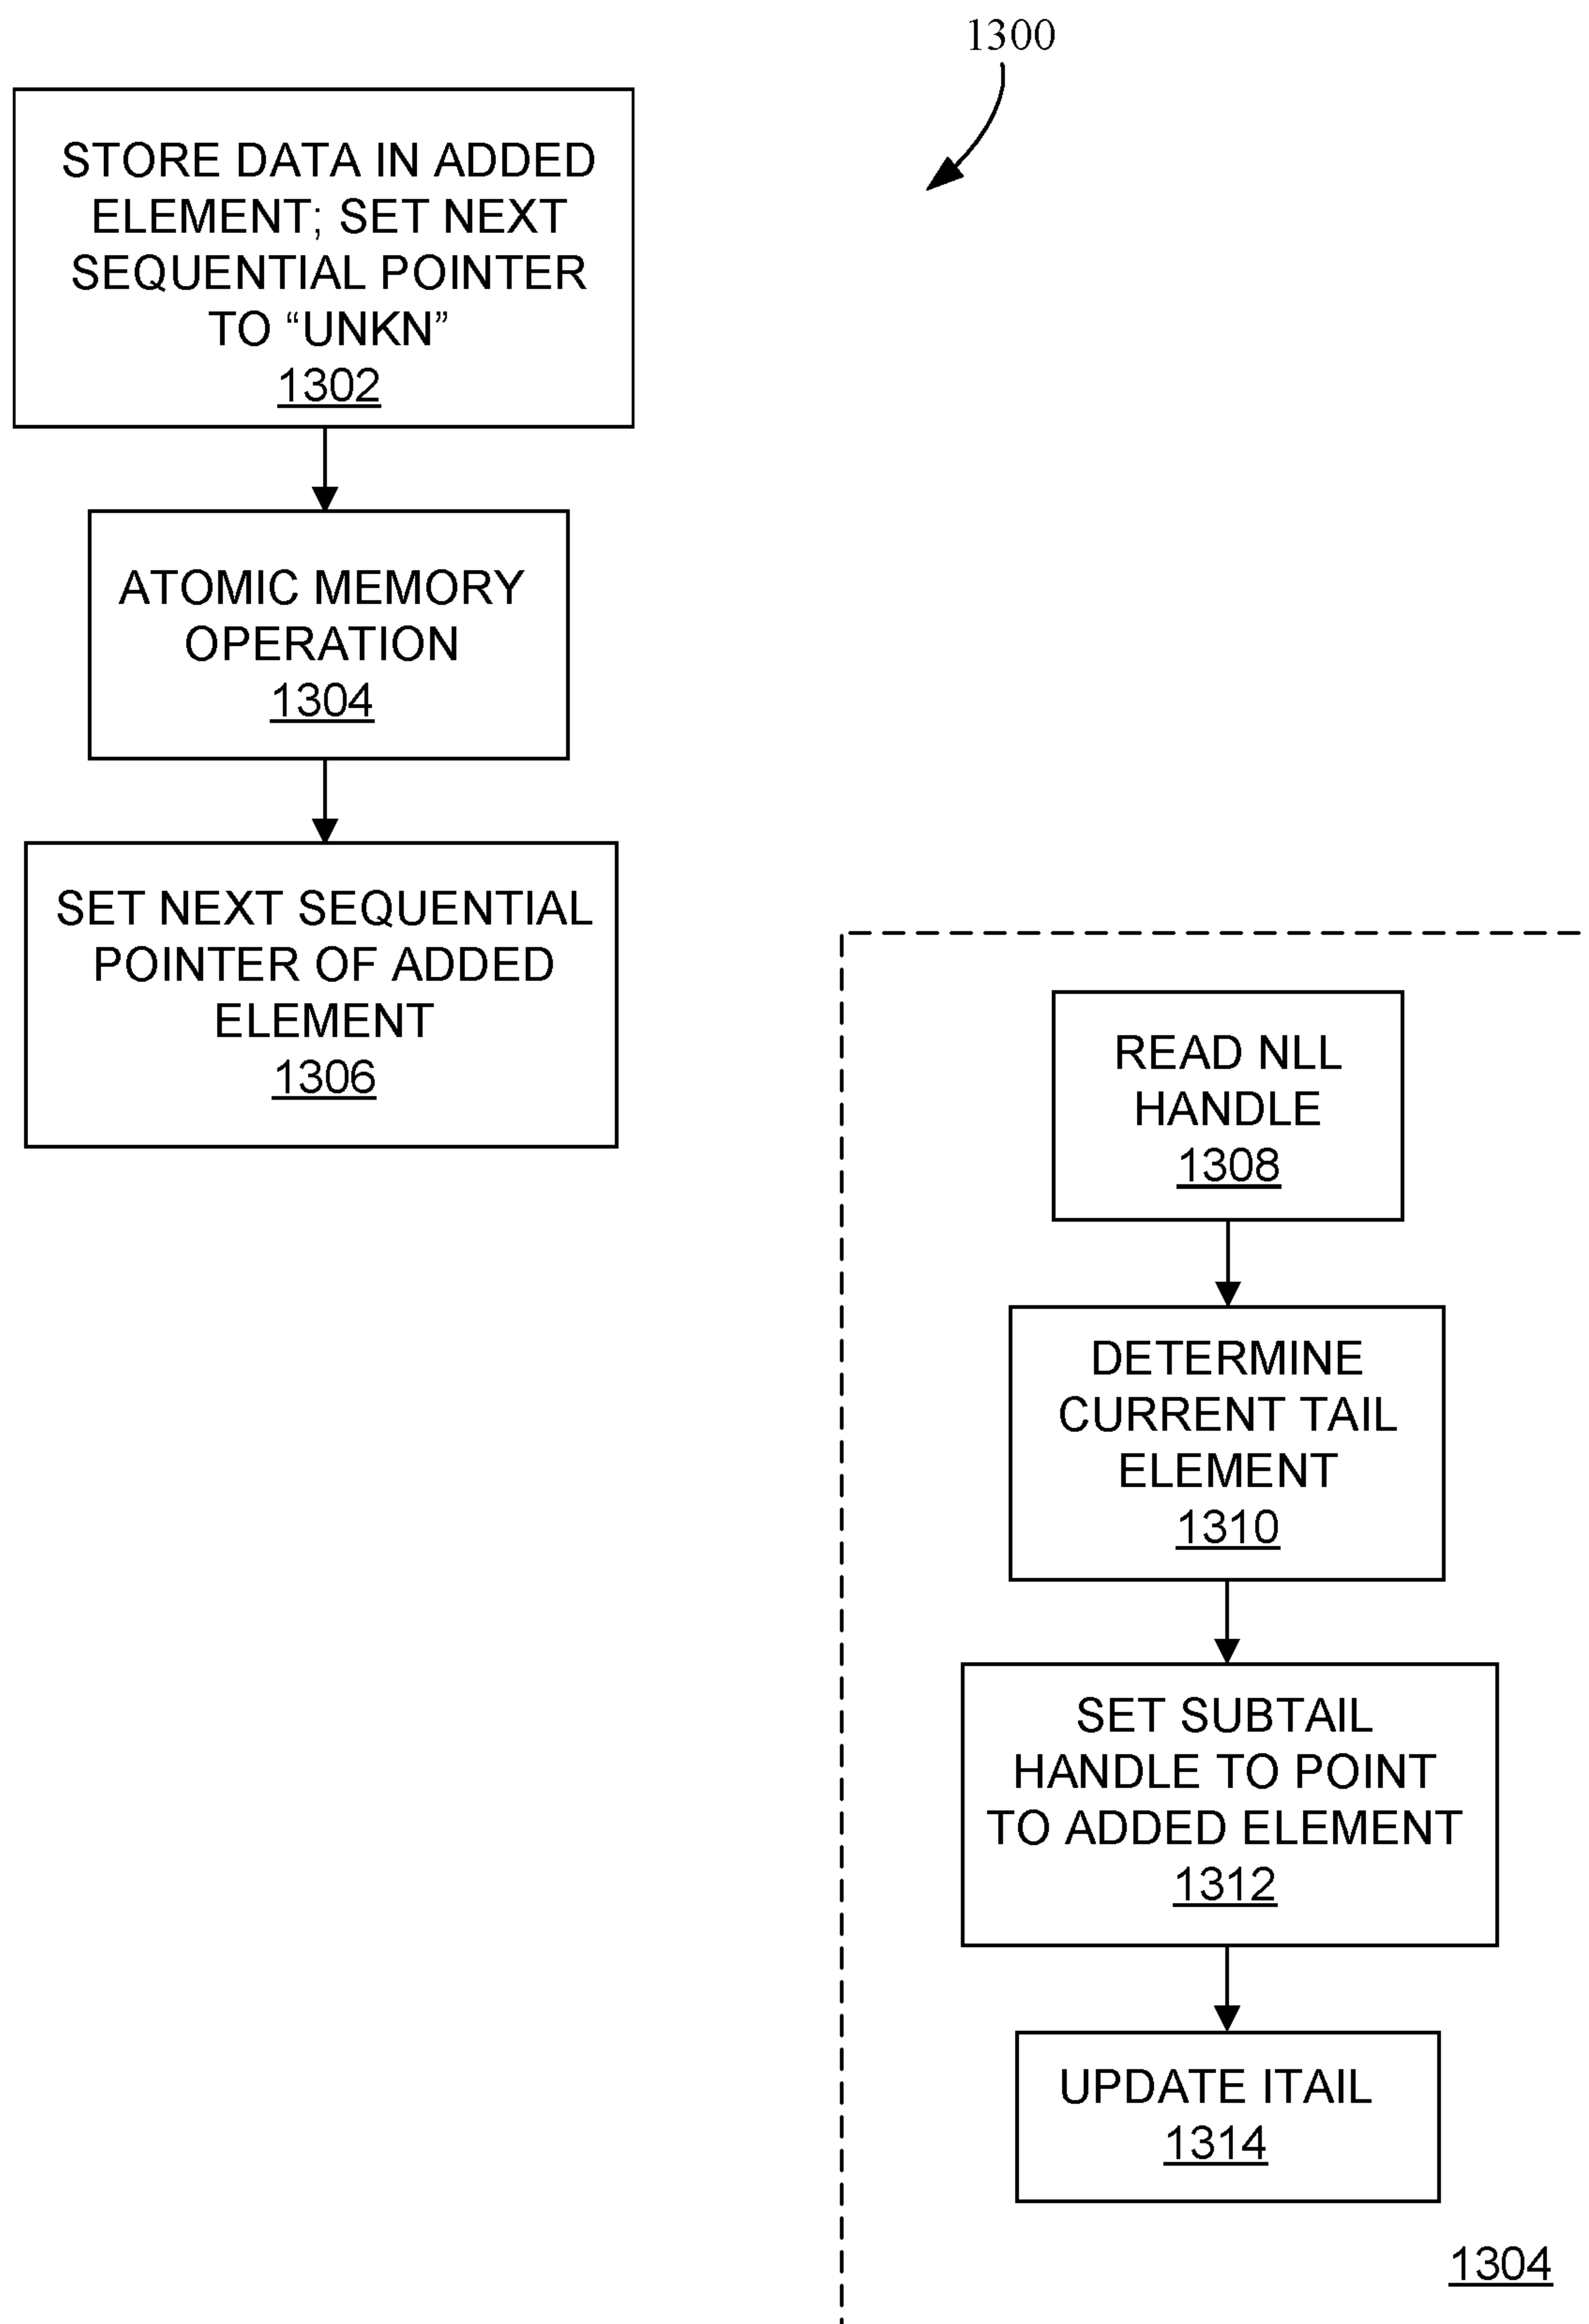 1300
STORE DATA IN ADDED
ELEMENT; SET NEXT
SEQUENTIAL POINTER
TO “UNKN”
1302
ATOMIC MEMORY
OPERATION
1304
SET NEXT SEQUENTIAL
POINTER OF ADDED
ELEMENT
1306
READ NLL
HANDLE
1308
DETERMINE
CURRENT TAIL
ELEMENT
1310
SET SUBTAIL
HANDLE TO POINT
TO ADDED ELEMENT
1312
UPDATE ITAIL
1314
1304